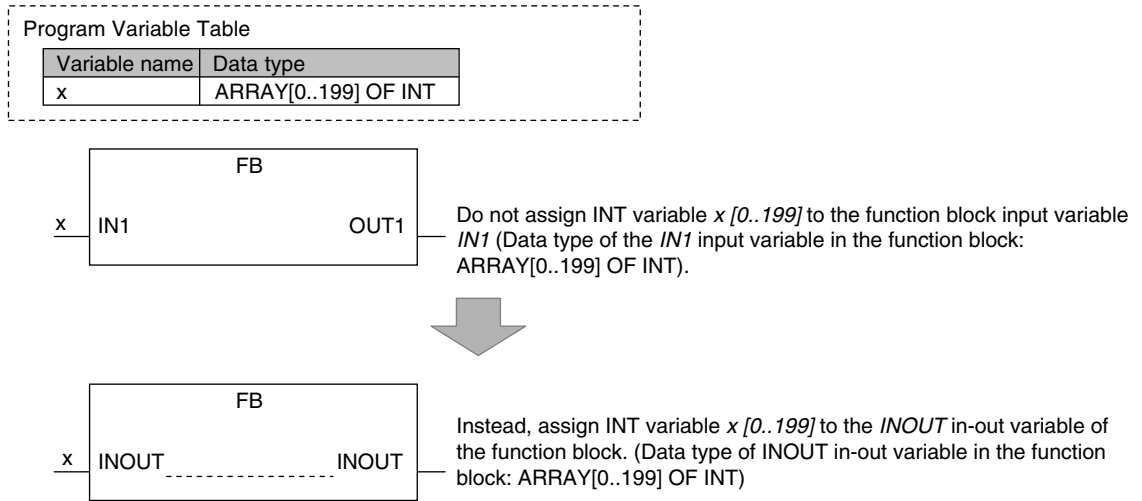 Program Variable Table
Variable name Data type
x ARRAY[0..199] OF INT
FB
x IN1 OUT1
Do not assign INT variable x [0..199] to the function block input variable
IN1 (Data type of the IN1 input variable in the function block:
ARRAY[0..199] OF INT).
FB
x INOUT INOUT
Instead, assign INT variable x [0..199] to the INOUT in-out variable of
the function block. (Data type of INOUT in-out variable in the function
block: ARRAY[0..199] OF INT)